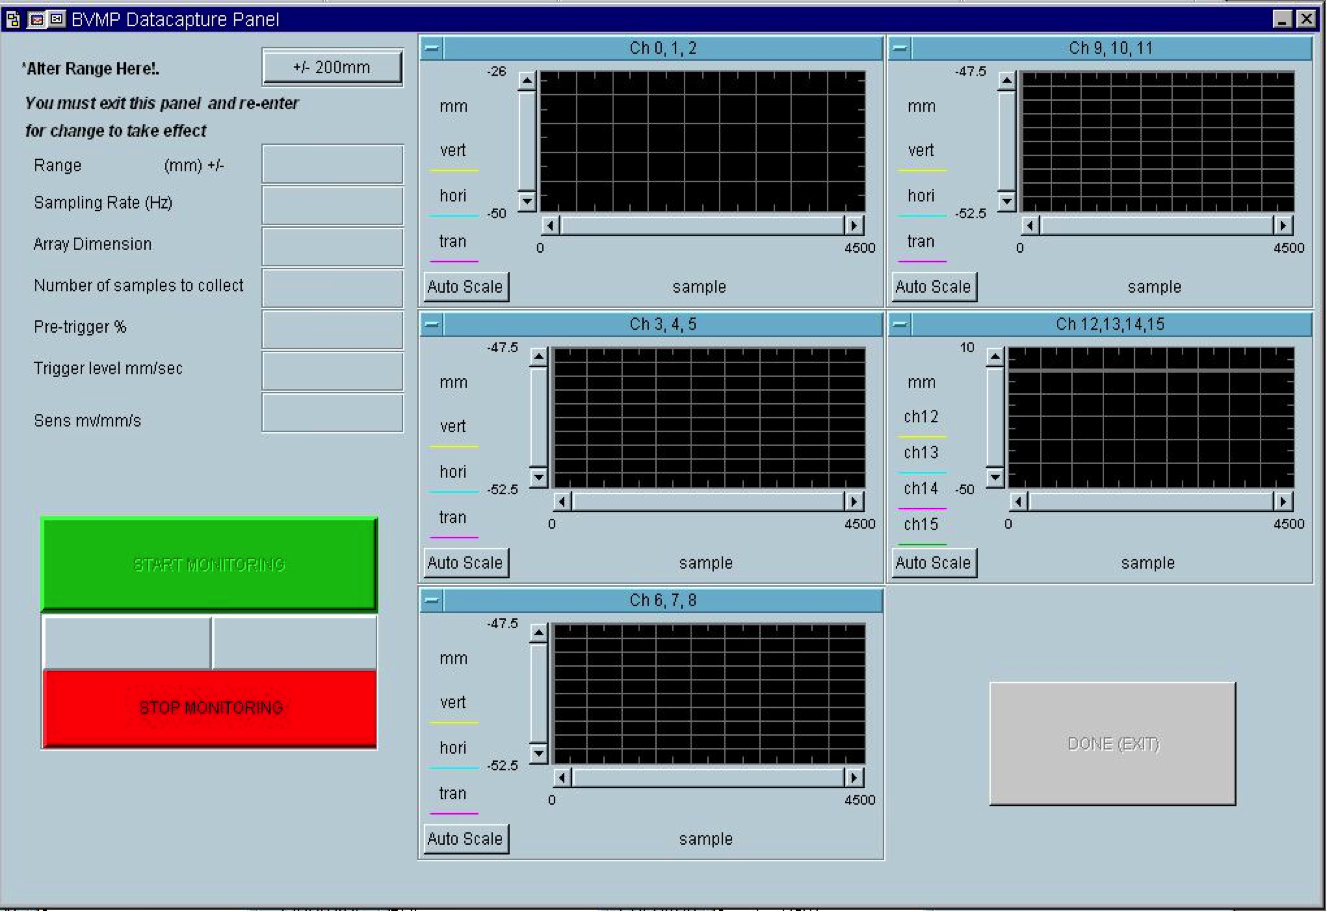 BVMP Datacapture Panel
*Alter Range Here!.
+/- 200mm
You must exit this panel and re-enter
for change to take effect
Range (mm) +/-
Sampling Rate (Hz)
Array Dimension
Number of samples to collect
Pre-trigger %
Trigger level mm/sec
Sens mv/mm/s
START MONITORING
STOP MONITORING
Ch 0, 1, 2
-26
mm
vert
hori
-50
tran
0 4500
Auto Scale
sample
Ch 9, 10, 11
-47.5
mm
vert
hori
-52.5
tran
0 4500
Auto Scale
sample
Ch 3, 4, 5
-47.5
mm
vert
hori
-52.5
tran
0 4500
Auto Scale
sample
Ch 12,13,14,15
10
mm
ch12
ch13
ch14 -50
ch15
0 4500
Auto Scale
sample
Ch 6, 7, 8
-47.5
mm
vert
hori
-52.5
tran
0 4500
Auto Scale
sample
DONE (EXIT)